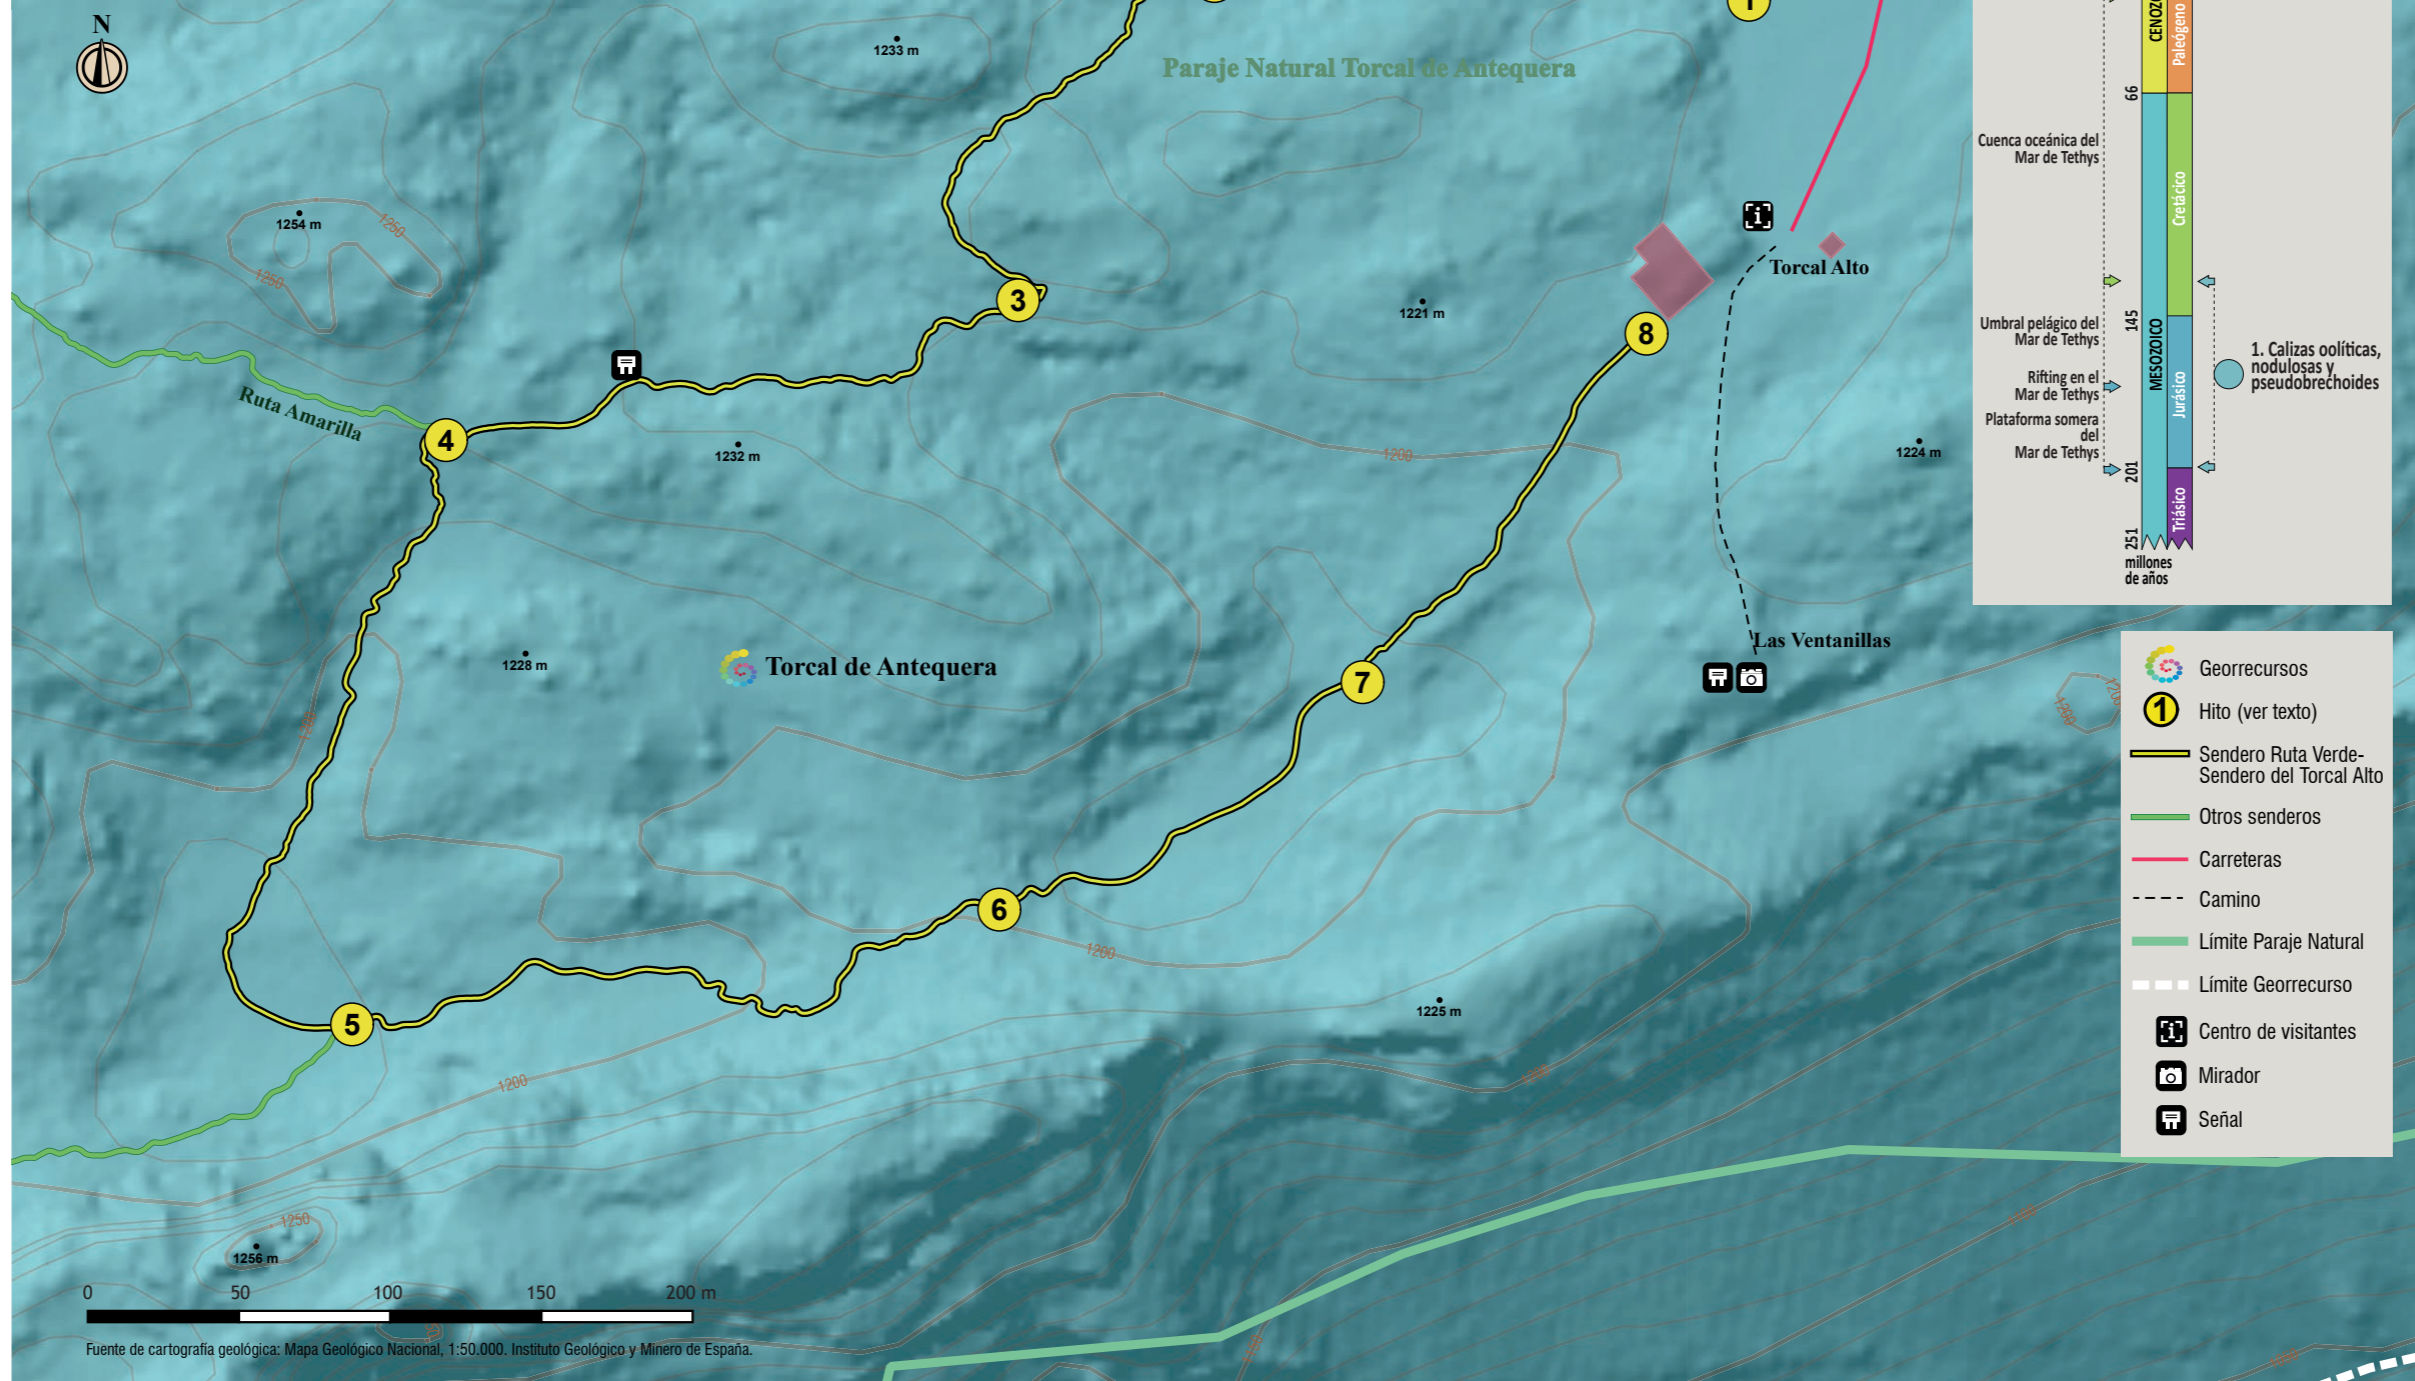 N
1233 m
Paraje Natural Torcal de Antequera
1
1254 m
1250
1250
3
1221 m
Torcal Alto
8
Ruta Amarilla
4
1232 m
1200
1224 m
1228 m
Torcal de Antequera
Las Ventanillas
7
1200
6
1200
5
1225 m
1200
1200
1250
1256 m
0 50 100 150 200 m
Fuente de cartografía geológica: Mapa Geológico Nacional, 1:50.000. Instituto Geológico y Minero de España.
Paleógeno
66
Cuenca oceánica del
Mar de Tethys
Cretácico
145
Umbral pelágico del
Mar de Tethys
MESOZOICO
Rifting en el
Mar de Tethys
Jurásico
Plataforma somera
del
Mar de Tethys
201
Triásico
251
millones
de años
1. Calizas oolíticas,
nodulosas y
pseudobrechoides
1200
1200
Georrecursos
1 Hito (ver texto)
Sendero Ruta Verde-
Sendero del Torcal Alto
Otros senderos
Carreteras
Camino
Límite Paraje Natural
Límite Georrecurso
Centro de visitantes
Mirador
Señal